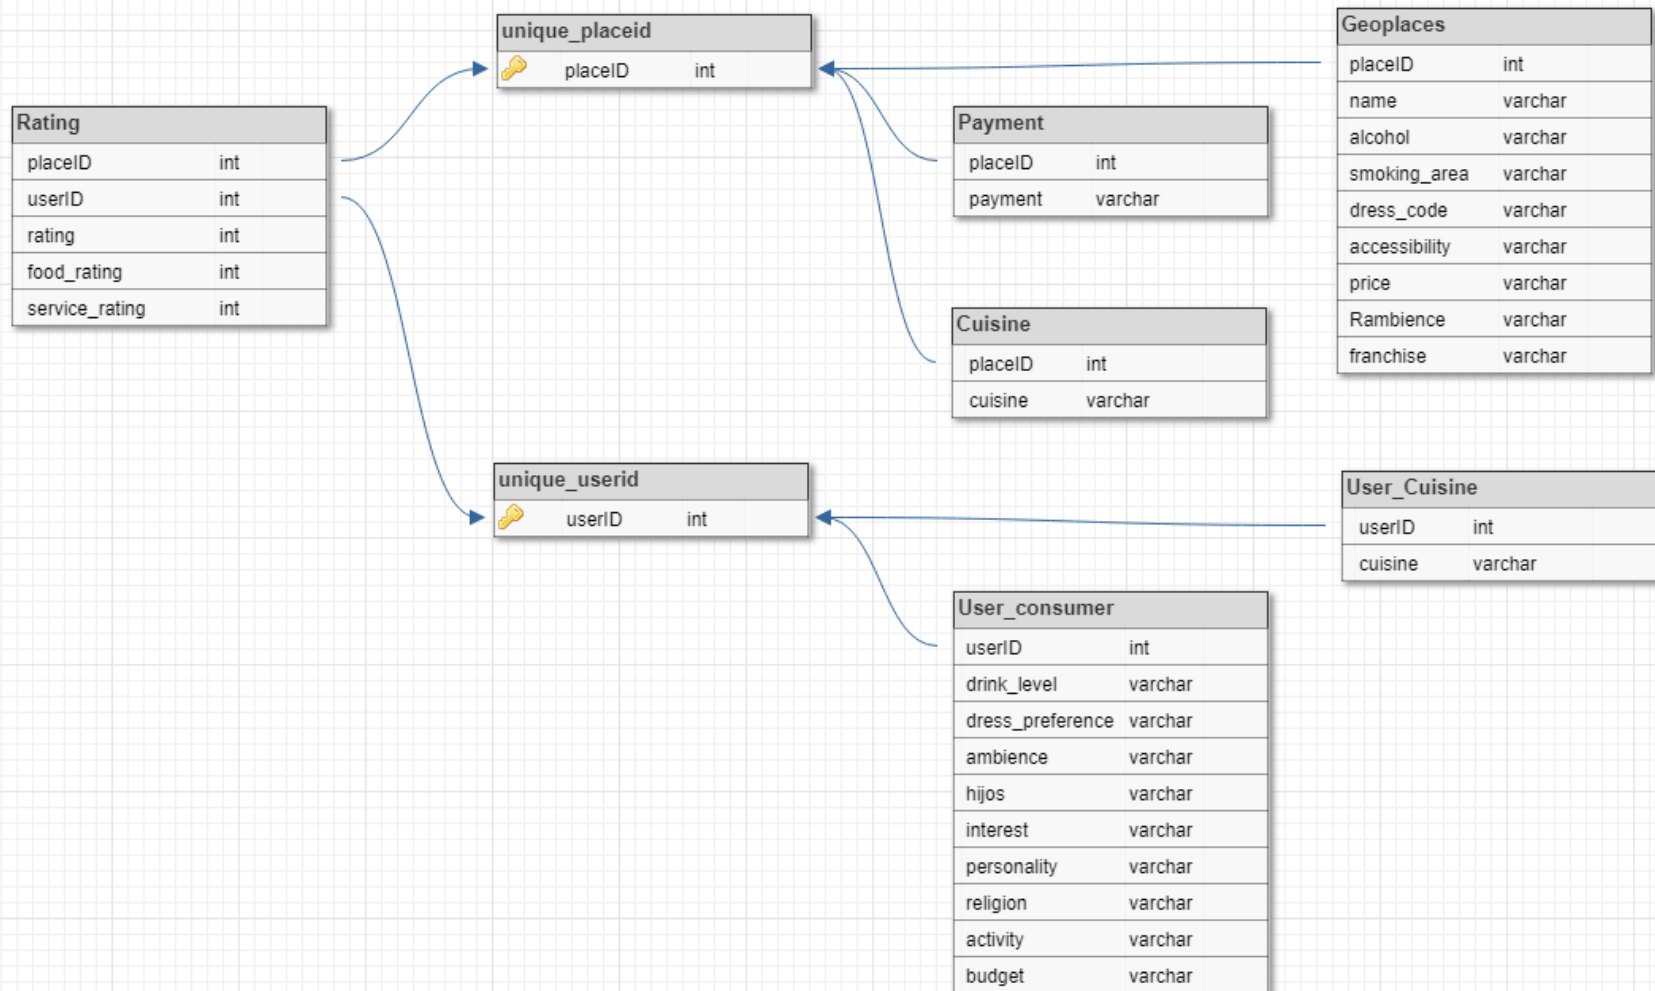 unique_placeid
placeID int
Geoplaces
placeID int
name varchar
alcohol varchar
smoking_area varchar
dress_code varchar
accessibility varchar
price varchar
Rambience varchar
franchise varchar
Rating
placeID int
userID int
rating int
food_rating int
service_rating int
Payment
placeID int
payment varchar
Cuisine
placeID int
cuisine varchar
unique_userid
userID int
User_Cuisine
userID int
cuisine varchar
User_consumer
userID int
drink_level varchar
dress_preference varchar
ambience varchar
hijos varchar
interest varchar
personality varchar
religion varchar
activity varchar
budget varchar